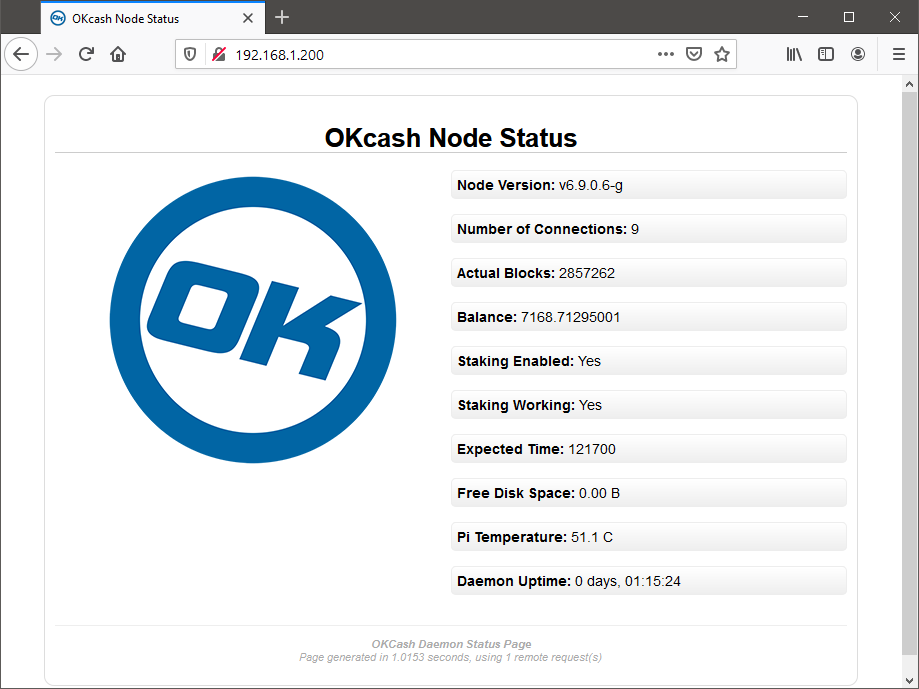 OKcash Node Status
192.168.1.200
OKcash Node Status
OK
Node Version: v6.9.0.6-g
Number of Connections: 9
Actual Blocks: 2857262
Balance: 7168.71295001
Staking Enabled: Yes
Staking Working: Yes
Expected Time: 121700
Free Disk Space: 0.00 B
Pi Temperature: 51.1 C
Daemon Uptime: 0 days, 01:15:24
OKCash Daemon Status Page
Page generated in 1.0153 seconds, using 1 remote request(s)